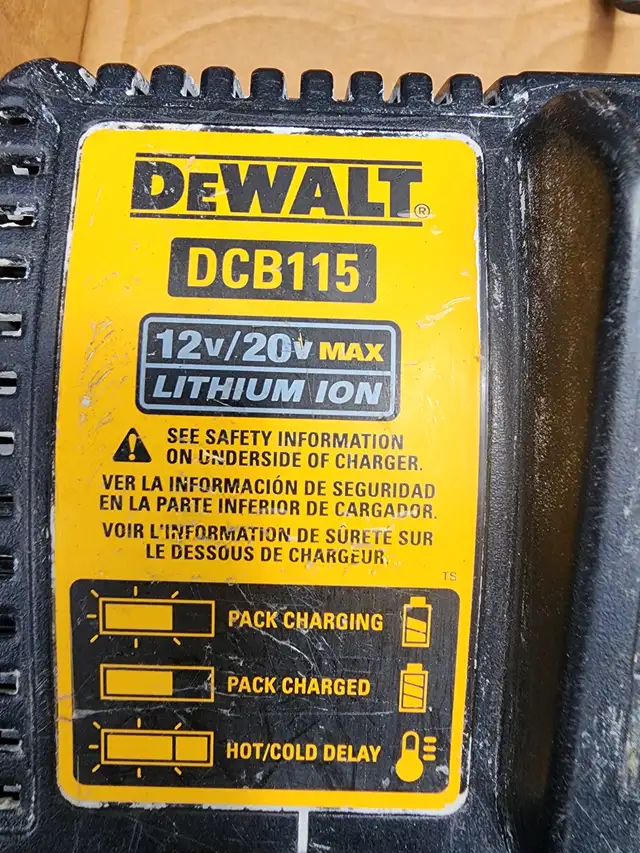 DEWALT®
DCB115
12V/20V MAX
LITHIUM ION
SEE SAFETY INFORMATION
ON UNDERSIDE OF CHARGER.
VER LA INFORMACIÓN DE SEGURIDAD
EN LA PARTE INFERIOR DE CARGADOR.
VOIR L'INFORMATION DE SÛRETÉ SUR
LE DESSOUS DE CHARGEUR.
TS
PACK CHARGING
PACK CHARGED
HOT/COLD DELAY